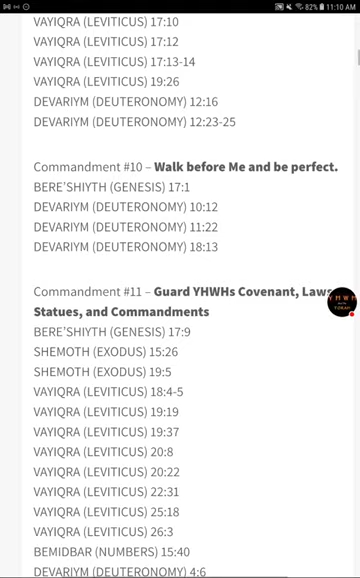 82% 11:10 AM
VAYIQRA (LEVITICUS) 17:10
VAYIQRA (LEVITICUS) 17:12
VAYIQRA (LEVITICUS) 17:13-14
VAYIQRA (LEVITICUS) 19:26
DEVARIYM (DEUTERONOMY) 12:16
DEVARIYM (DEUTERONOMY) 12:23-25
Commandment #10 – Walk before Me and be perfect.
BERE'SHIYTH (GENESIS) 17:1
DEVARIYM (DEUTERONOMY) 10:12
DEVARIYM (DEUTERONOMY) 11:22
DEVARIYM (DEUTERONOMY) 18:13
Commandment #11 – Guard YHWHs Covenant, Laws
Statues, and Commandments
BERE'SHIYTH (GENESIS) 17:9
SHEMOTH (EXODUS) 15:26
SHEMOTH (EXODUS) 19:5
VAYIQRA (LEVITICUS) 18:4-5
VAYIQRA (LEVITICUS) 19:19
VAYIQRA (LEVITICUS) 19:37
VAYIQRA (LEVITICUS) 20:8
VAYIQRA (LEVITICUS) 20:22
VAYIQRA (LEVITICUS) 22:31
VAYIQRA (LEVITICUS) 25:18
VAYIQRA (LEVITICUS) 26:3
BEMIDBAR (NUMBERS) 15:40
DEVARIYM (DEUTERONOMY) 4:6